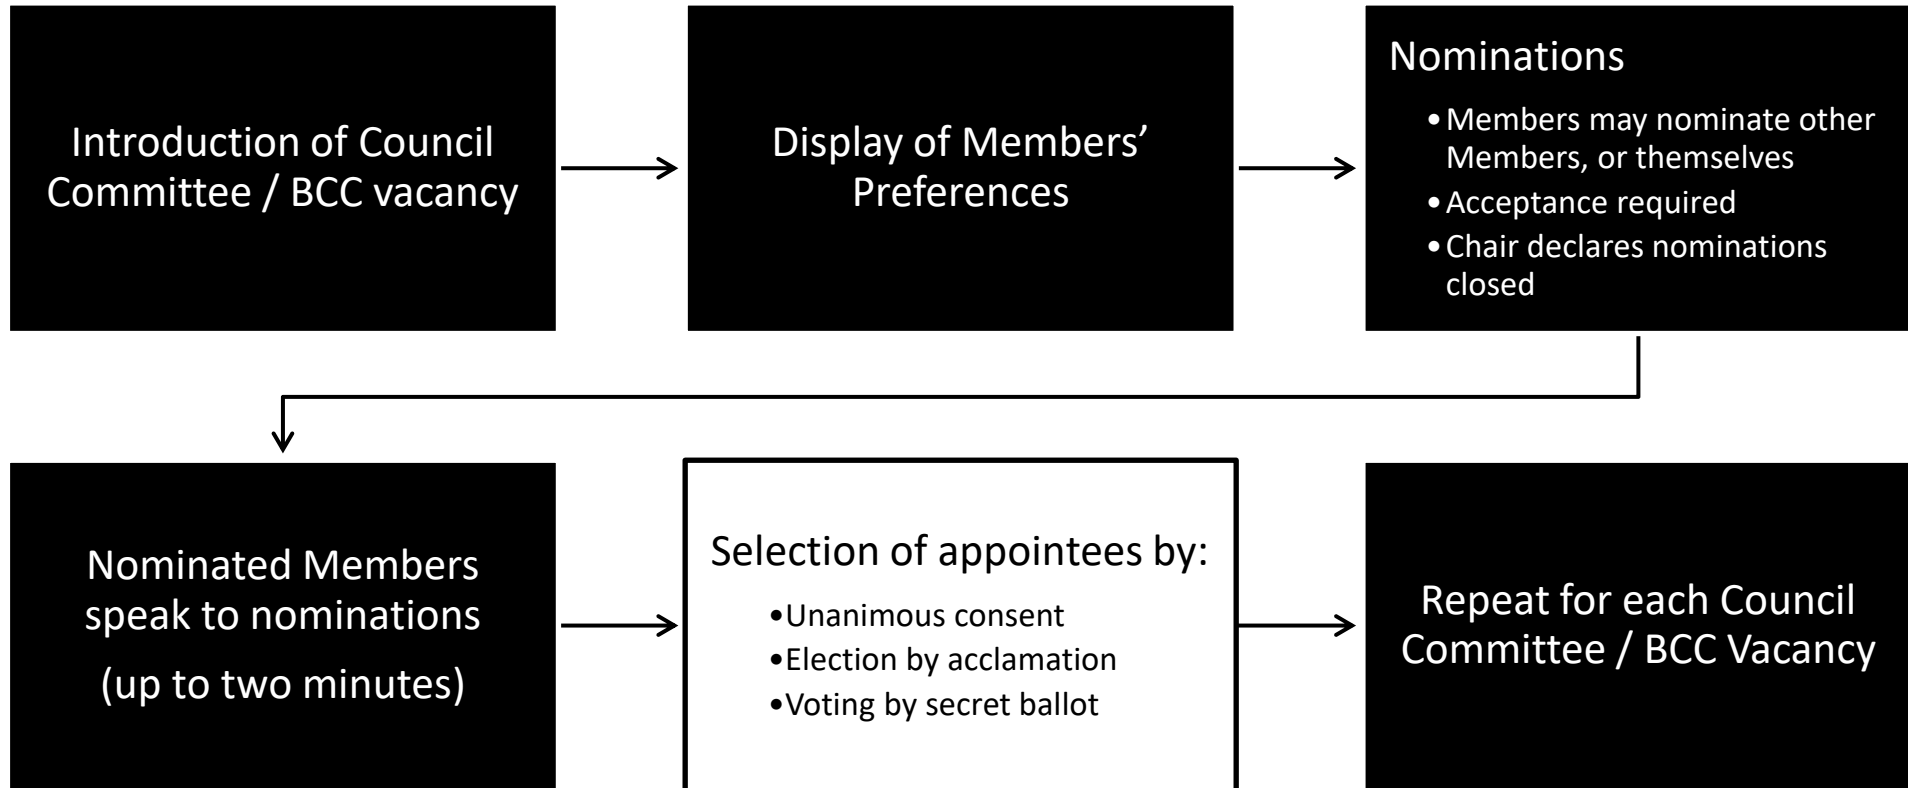 Introduction of Council
Committee / BCC vacancy
Display of Members’
Preferences
Nominations
•Members may nominate other
Members, or themselves
•Acceptance required
•Chair declares nominations
closed
Nominated Members
speak to nominations
(up to two minutes)
Selection of appointees by:
•Unanimous consent
•Election by acclamation
•Voting by secret ballot
Repeat for each Council
Committee / BCC Vacancy